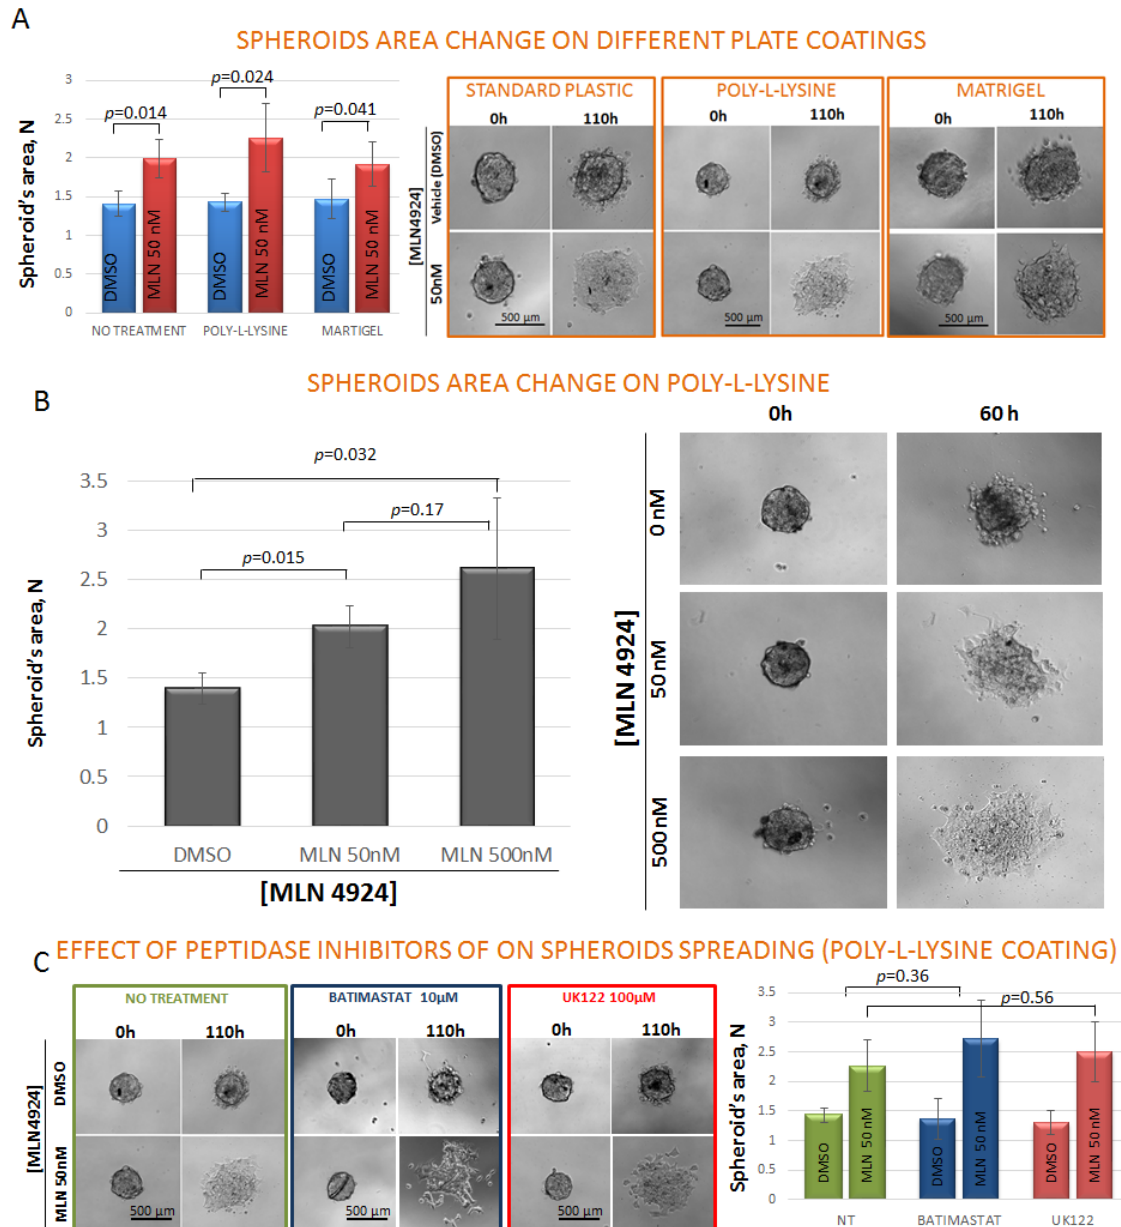 A
SPHEROIDS AREA CHANGE ON DIFFERENT PLATE COATINGS
Spheroid's area, N
3
2.5
2
1.5
1
0.5
0
p=0.014
p=0.024
p=0.041
DMSO
MLN 50 nM
DMSO
MLN 50 nM
DMSO
MLN 50 nM
NO TREATMENT
POLY-L-LYSINE
MARTIGEL
[MLN4924]
Vehicle (DMSO)
50nM
STANDARD PLASTIC
0h
110h
500 µm
POLY-L-LYSINE
0h
110h
500 µm
MATRIGEL
0h
110h
500 µm
B
SPHEROIDS AREA CHANGE ON POLY-L-LYSINE
Spheroid's area, N
3.5
3
2.5
2
1.5
1
0.5
0
p=0.032
p=0.17
p=0.015
DMSO
MLN 50nM
MLN 500nM
[MLN 4924]
0h
60 h
[MLN 4924]
0 nM
50 nM
500 nM
C
EFFECT OF PEPTIDASE INHIBITORS OF ON SPHEROIDS SPREADING (POLY-L-LYSINE COATING)
[MLN4924]
DMSO
MLN 50nM
NO TREATMENT
0h
110h
500 µm
BATIMASTAT 10µM
0h
110h
500 µm
UK122 100µM
0h
110h
500 µm
Spheroid's area, N
3.5
3
2.5
2
1.5
1
0.5
0
p=0.36
p=0.56
DMSO
MLN 50 nM
DMSO
MLN 50 nM
DMSO
MLN 50 nM
NT
BATIMASTAT
UK122